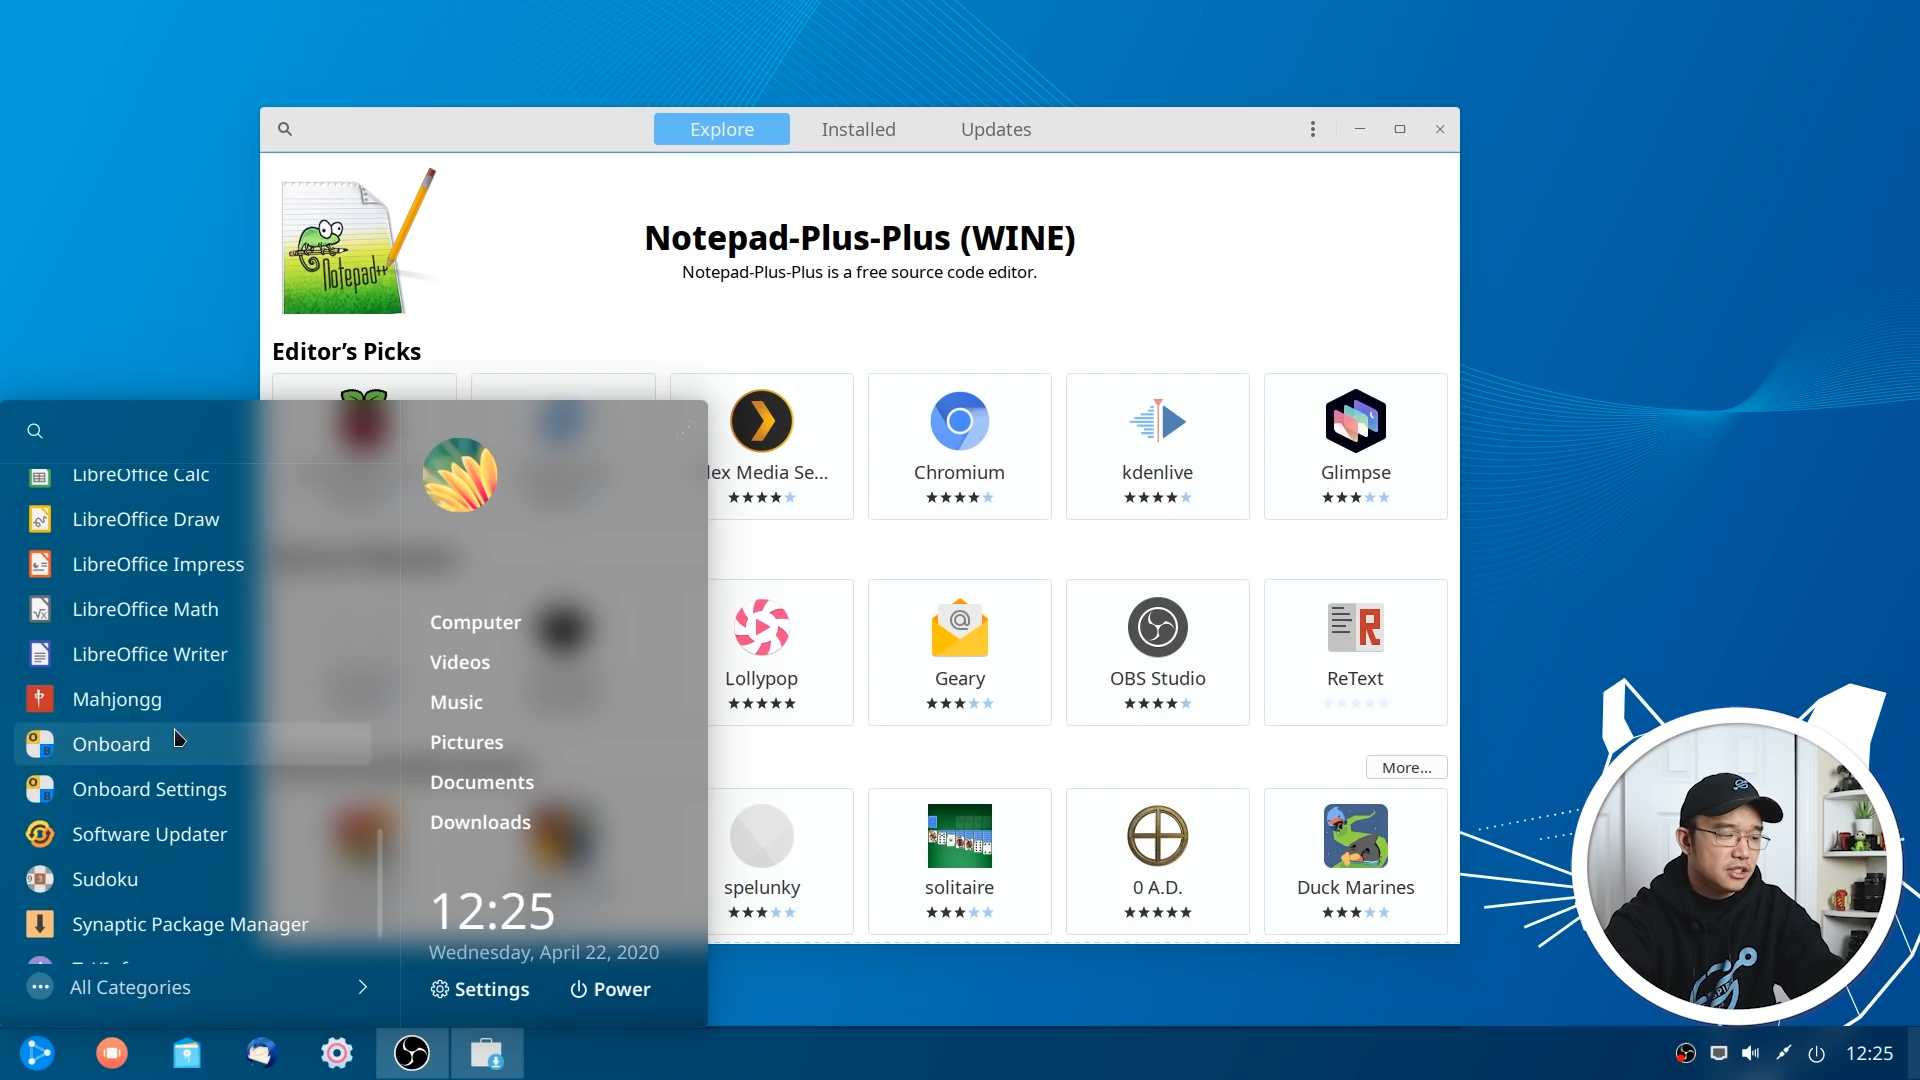 Explore
Installed
Updates
Notepad++
Notepad-Plus-Plus (WINE)
Notepad-Plus-Plus is a free source code editor.
Editor’s Picks
lex Media Se...
Chromium
kdenlive
Glimpse
Lollypop
Geary
OBS Studio
ReText
More...
spelunky
solitaire
0 A.D.
Duck Marines
LibreOffice Calc
LibreOffice Draw
LibreOffice Impress
LibreOffice Math
LibreOffice Writer
Mahjongg
Onboard
Onboard Settings
Software Updater
Sudoku
Synaptic Package Manager
All Categories
Computer
Videos
Music
Pictures
Documents
Downloads
12:25
Wednesday, April 22, 2020
Settings
Power
12:25